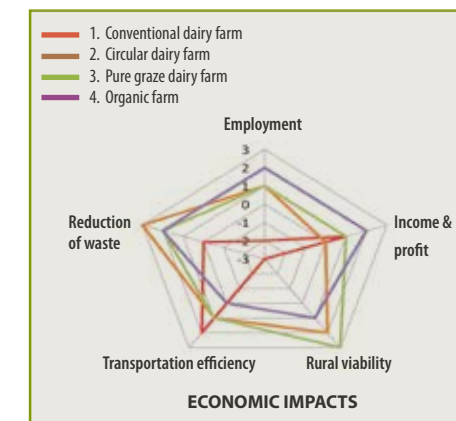 1. Conventional dairy farm
2. Circular dairy farm
3. Pure graze dairy farm
4. Organic farm
Employment
3
2
1
0
-1
-2
-3
Reduction
of waste
Income &
profit
Transportation efficiency
Rural viability
ECONOMIC IMPACTS